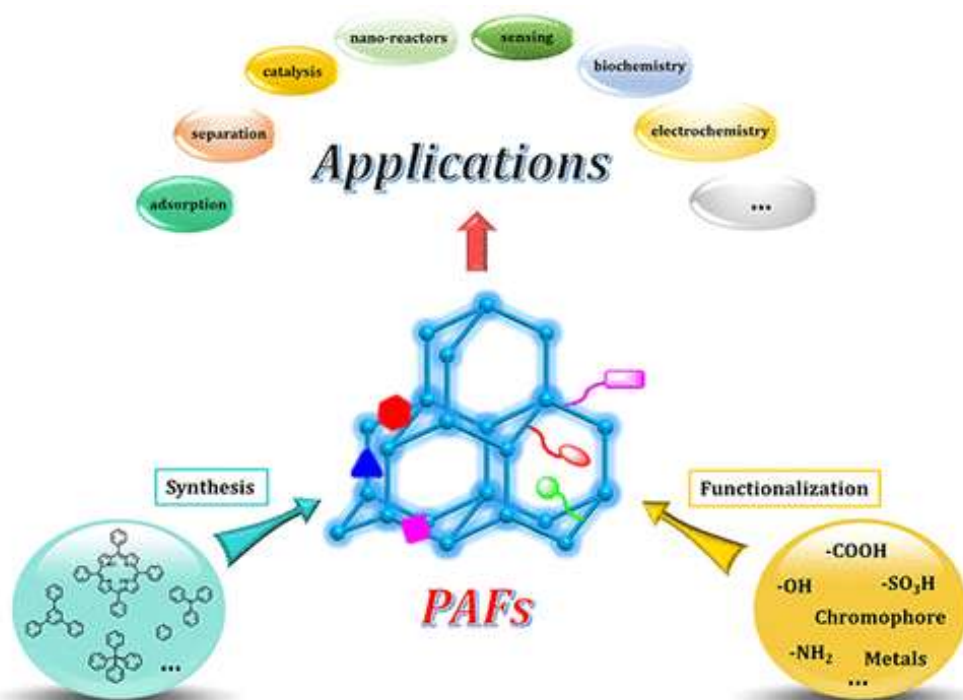 nano-reactors
sensing
catalysis
biochemistry
separation
electrochemistry
Applications
adsorption
...
Synthesis
Functionalization
-COOH
-OH
-SO₃H
Chromophore
PAFs
-NH₂
Metals
...
...